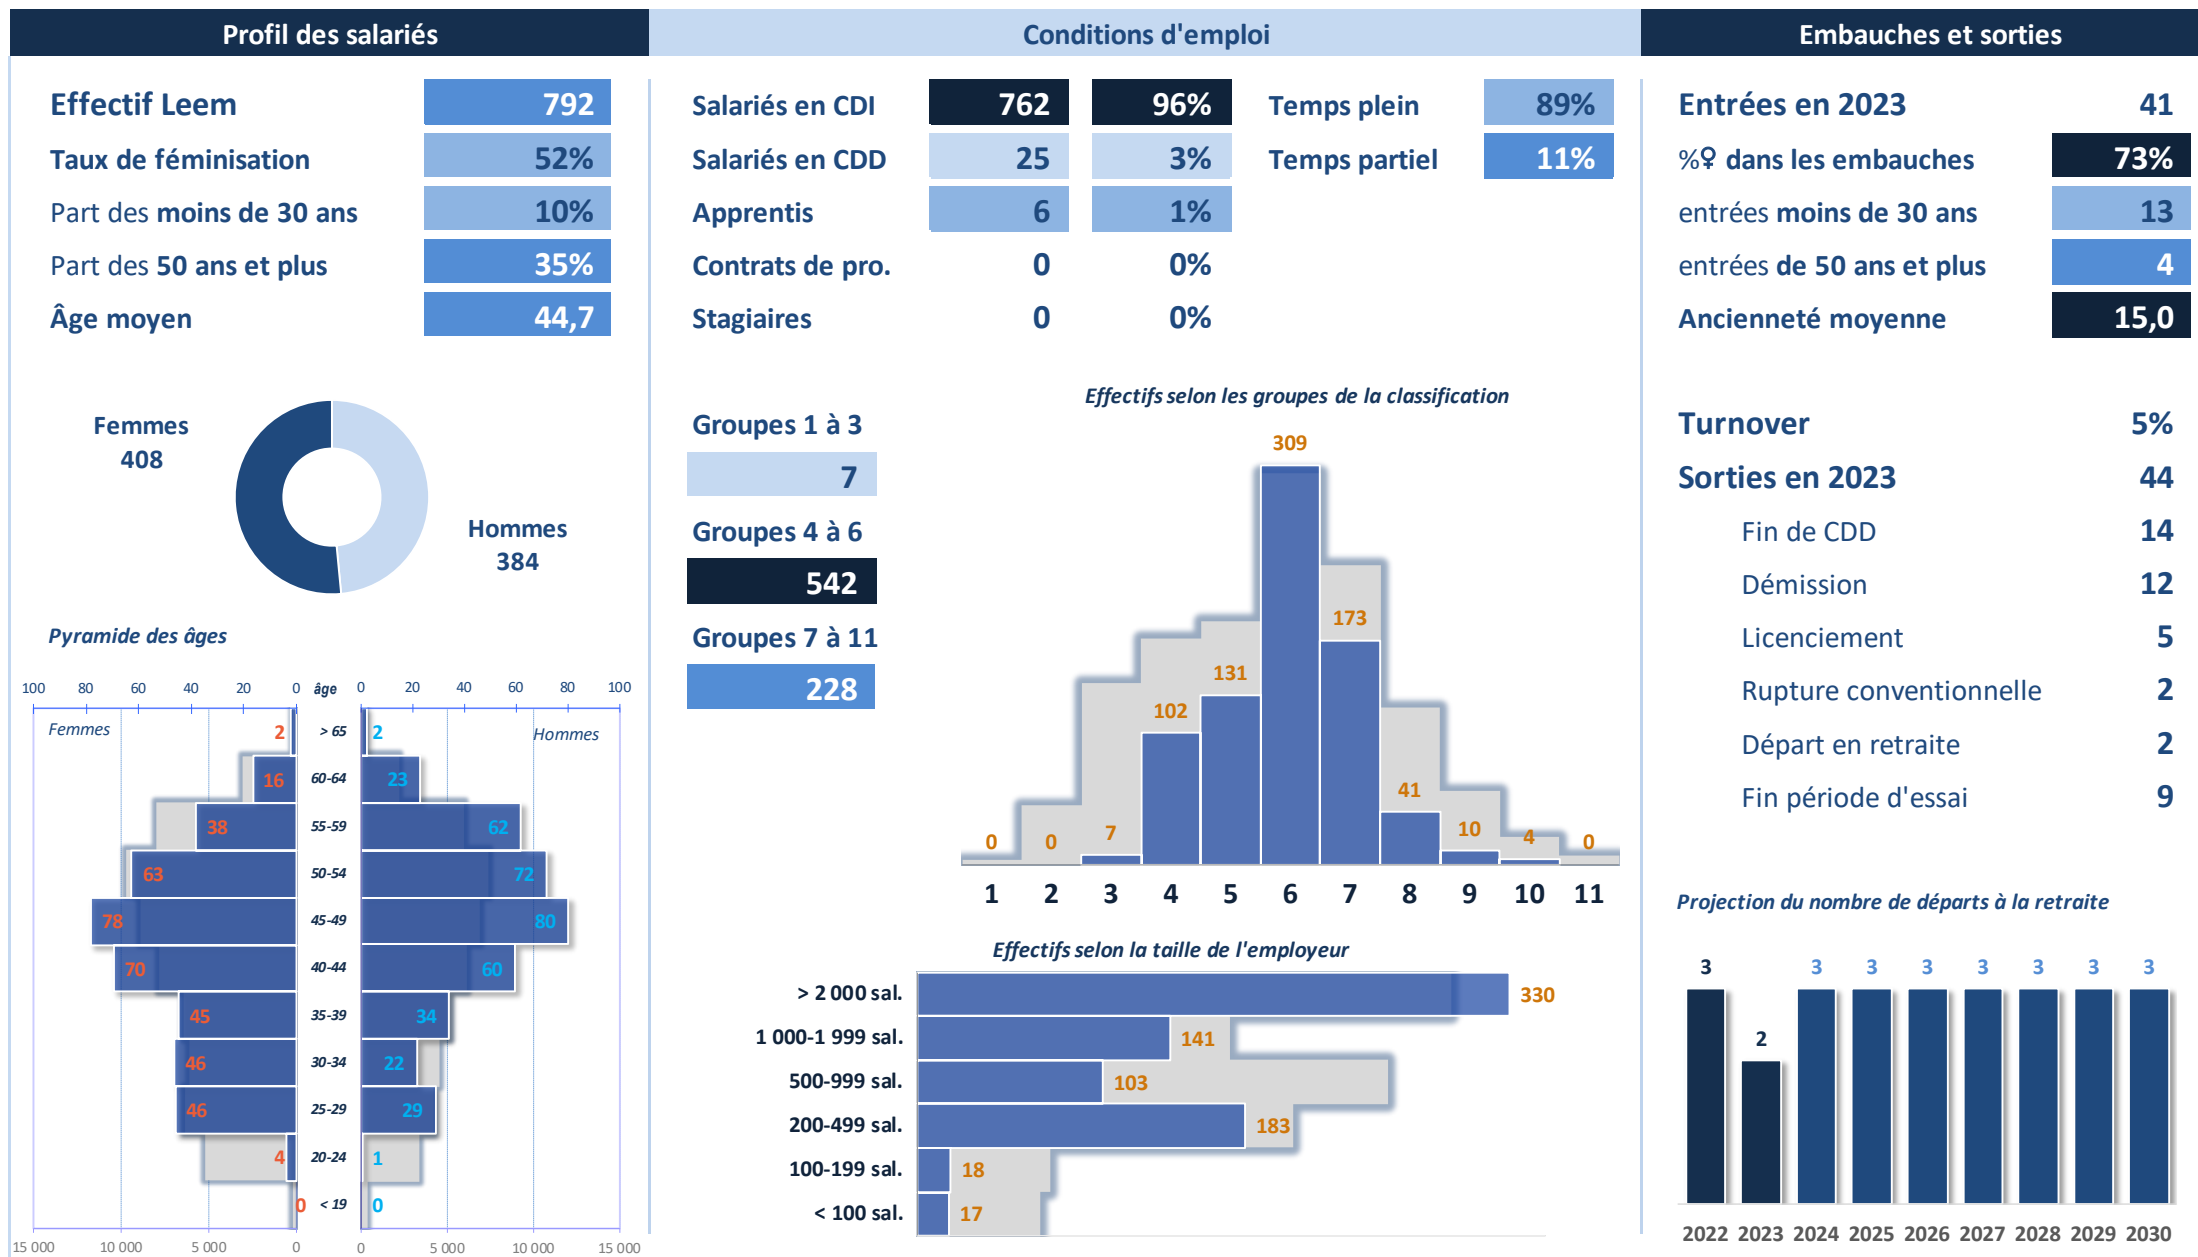 Profil des salariés
Effectif Leem 792
Taux de féminisation 52%
Part des moins de 30 ans 10%
Part des 50 ans et plus 35%
Âge moyen 44,7
Femmes
408
Hommes
384
Pyramide des âges
100 80 60 40 20 0 âge 0 20 40 60 80 100
Femmes Hommes
2 > 65 2
16 60-64 23
38 55-59 62
63 50-54 72
78 45-49 80
70 40-44 60
45 35-39 34
46 30-34 22
46 25-29 29
4 20-24 1
0 < 19 0
15 000 10 000 5 000 0 0 5 000 10 000 15 000
Conditions d'emploi
Salariés en CDI 762 96%
Salariés en CDD 25 3%
Apprentis 6 1%
Contrats de pro. 0 0%
Stagiaires 0 0%
Temps plein 89%
Temps partiel 11%
Groupes 1 à 3
7
Groupes 4 à 6
542
Groupes 7 à 11
228
Effectifs selon les groupes de la classification
0 0 7 102 131 309 173 41 10 4 0
1 2 3 4 5 6 7 8 9 10 11
Effectifs selon la taille de l'employeur
> 2 000 sal. 330
1 000-1 999 sal. 141
500-999 sal. 103
200-499 sal. 183
100-199 sal. 18
< 100 sal. 17
Embauches et sorties
Entrées en 2023 41
%♀ dans les embauches 73%
entrées moins de 30 ans 13
entrées de 50 ans et plus 4
Ancienneté moyenne 15,0
Turnover 5%
Sorties en 2023 44
Fin de CDD 14
Démission 12
Licenciement 5
Rupture conventionnelle 2
Départ en retraite 2
Fin période d'essai 9
Projection du nombre de départs à la retraite
3 2 3 3 3 3 3 3 3
2022 2023 2024 2025 2026 2027 2028 2029 2030